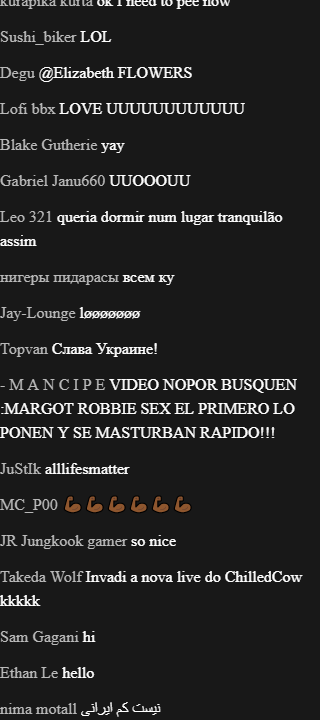 kurapika kurta ok i need to pee now
Sushi_biker LOL
Degu @Elizabeth FLOWERS
Lofi bbx LOVE UUUUUUUUUUUU
Blake Gutherie yay
Gabriel Janu660 UUOOOUU
Leo 321 queria dormir num lugar tranquilão
assim
нигеры пидарасы всем ку
Jay-Lounge løøøøøøø
Topvan Слава Украине!
- M A N C I P E VIDEO NOPOR BUSQUEN
:MARGOT ROBBIE SEX EL PRIMERO LO
PONEN Y SE MASTURBAN RAPIDO!!!
JuStIk alllifesmatter
MC_P00 💪🏾💪🏾💪🏾💪🏾💪🏾💪🏾
JR Jungkook gamer so nice
Takeda Wolf Invadi a nova live do ChilledCow
kkkkk
Sam Gagani hi
Ethan Le hello
nima motall نیست کم ایرانی